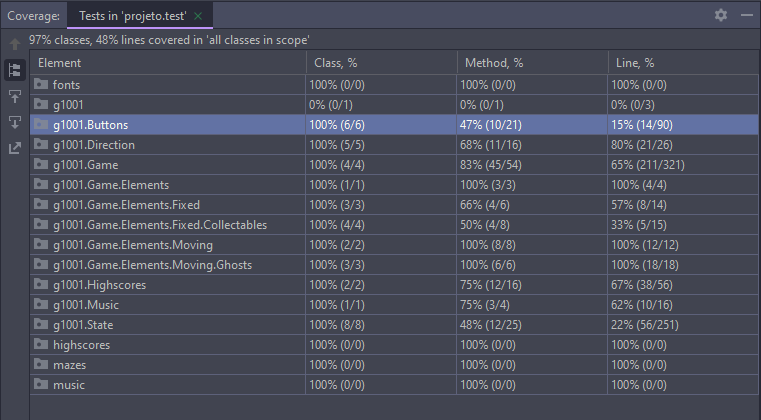 Coverage: Tests in 'projeto.test' ×
97% classes, 48% lines covered in 'all classes in scope'
Element Class, % Method, % Line, %
fonts 100% (0/0) 100% (0/0) 100% (0/0)
g1001 0% (0/1) 0% (0/1) 0% (0/3)
g1001.Buttons 100% (6/6) 47% (10/21) 15% (14/90)
g1001.Direction 100% (5/5) 68% (11/16) 80% (21/26)
g1001.Game 100% (4/4) 83% (45/54) 65% (211/321)
g1001.Game.Elements 100% (1/1) 100% (3/3) 100% (4/4)
g1001.Game.Elements.Fixed 100% (3/3) 66% (4/6) 57% (8/14)
g1001.Game.Elements.Fixed.Collectables 100% (4/4) 50% (4/8) 33% (5/15)
g1001.Game.Elements.Moving 100% (2/2) 100% (8/8) 100% (12/12)
g1001.Game.Elements.Moving.Ghosts 100% (3/3) 100% (6/6) 100% (18/18)
g1001.Highscores 100% (2/2) 75% (12/16) 67% (38/56)
g1001.Music 100% (1/1) 75% (3/4) 62% (10/16)
g1001.State 100% (8/8) 48% (12/25) 22% (56/251)
highscores 100% (0/0) 100% (0/0) 100% (0/0)
mazes 100% (0/0) 100% (0/0) 100% (0/0)
music 100% (0/0) 100% (0/0) 100% (0/0)